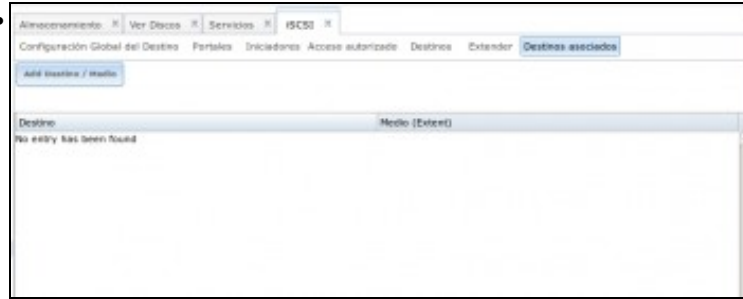 Almacenamiento Ver Discos Servicios iSCSI
Configuración Global del Destino Portales Iniciadores Acceso autorizado Destinos Extender Destinos asociados
Add Destino / Medio
Destino Medio (Extent)
No entry has been found